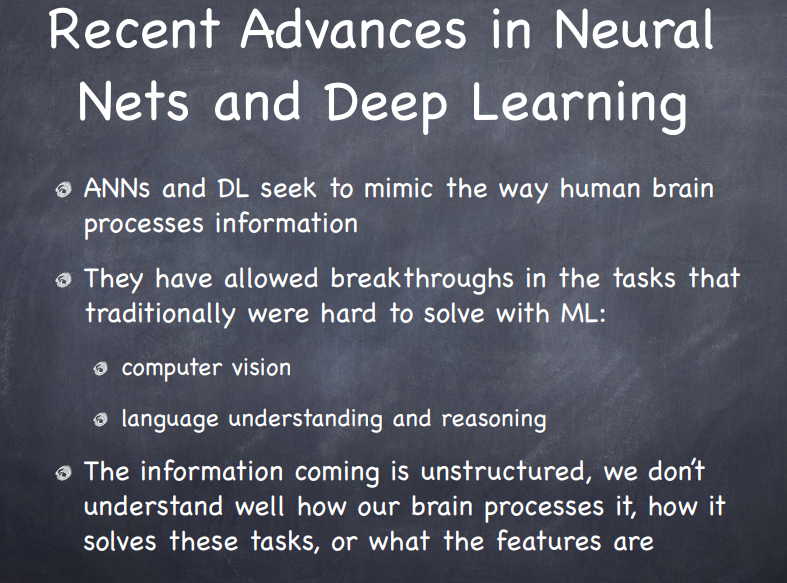 Recent Advances in Neural
Nets and Deep Learning
ANNs and DL seek to mimic the way human brain
processes information
They have allowed breakthroughs in the tasks that
traditionally were hard to solve with ML:
computer vision
language understanding and reasoning
The information coming is unstructured, we don't
understand well how our brain processes it, how it
solves these tasks, or what the features are